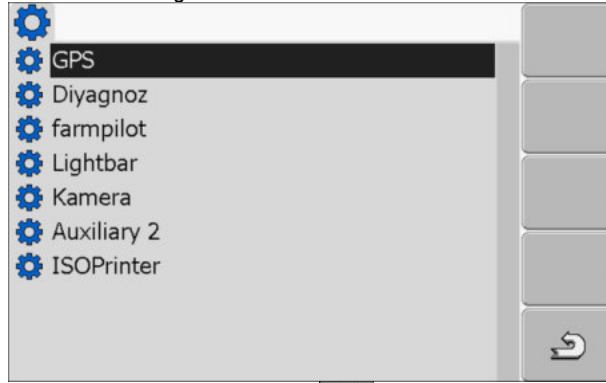 GPS
Diyagnoz
farmpilot
Lightbar
Kamera
Auxiliary 2
ISOPrinter